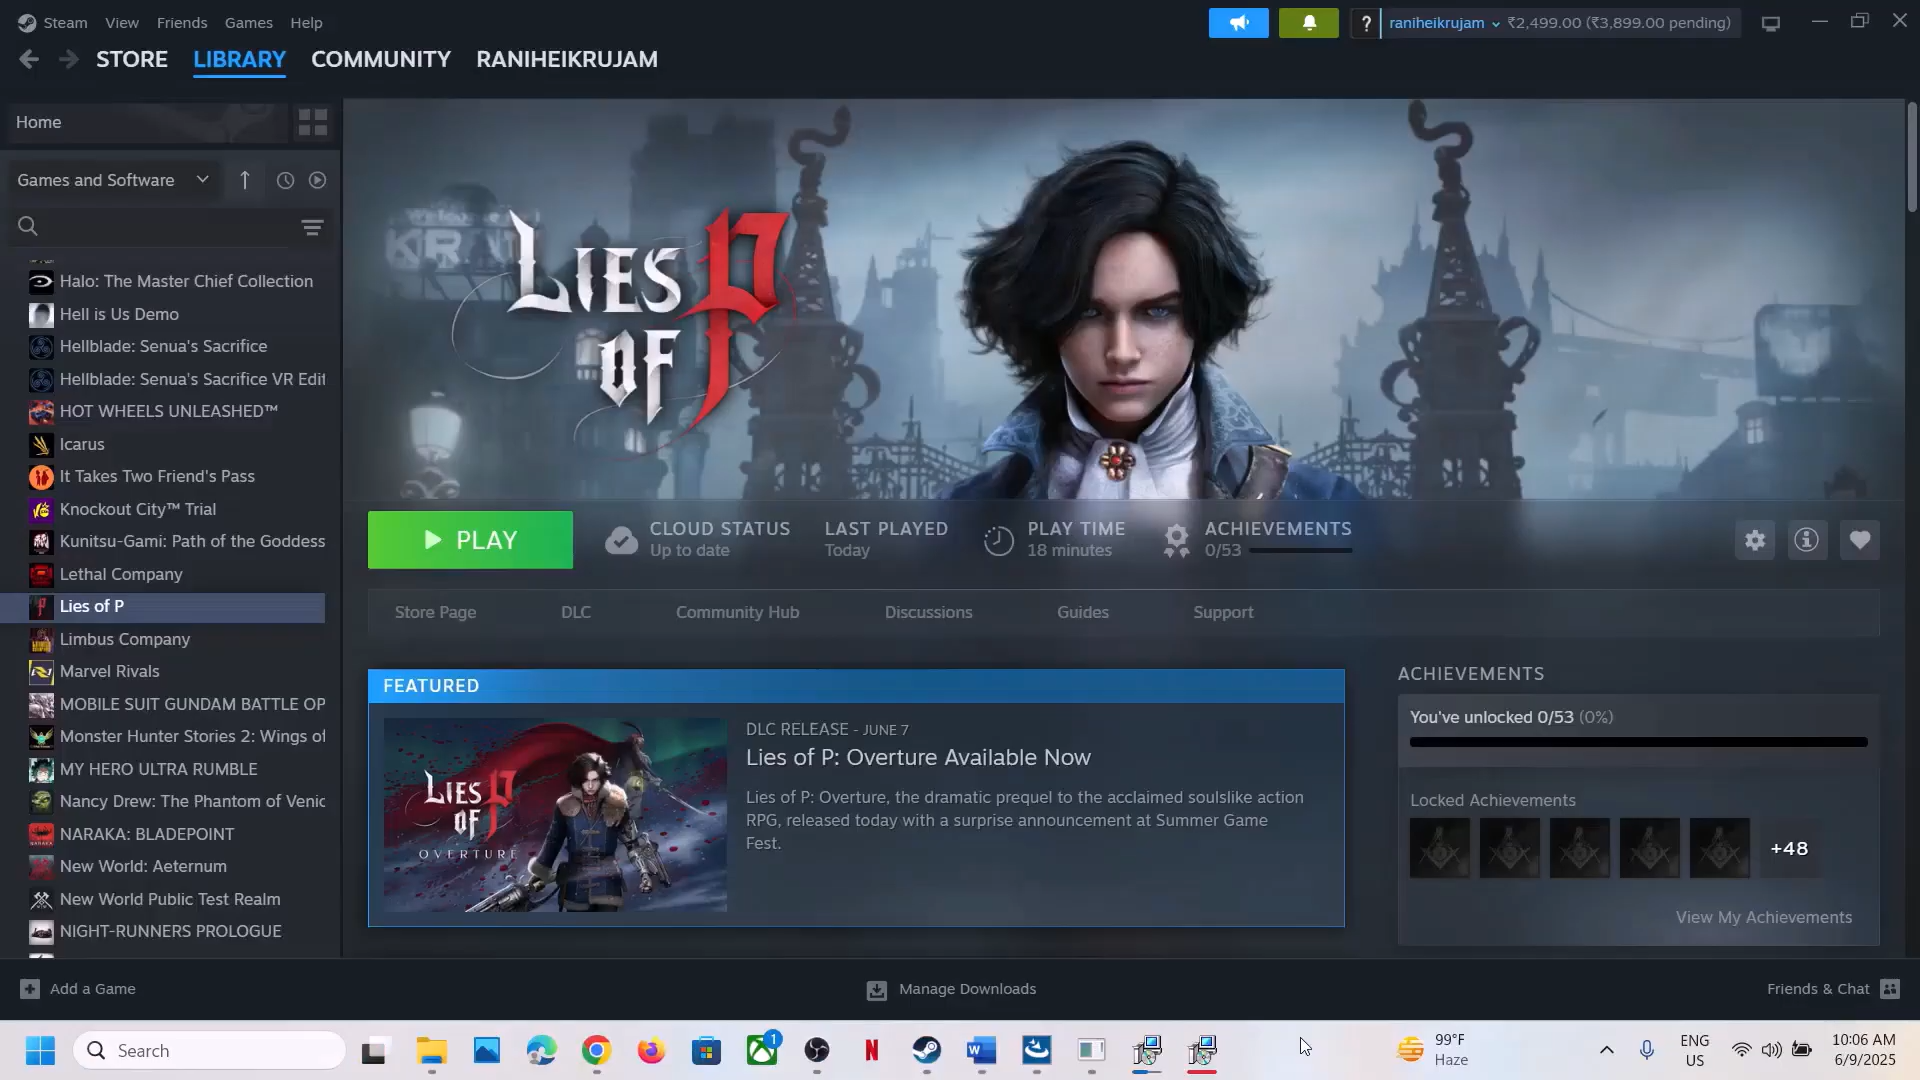 Steam View Friends Games Help
? raniheikrujam ₹2,499.00 (₹3,899.00 pending)
STORE LIBRARY COMMUNITY RANIHEIKRUJAM
Home
Games and Software
Halo: The Master Chief Collection
Hell is Us Demo
Hellblade: Senua's Sacrifice
Hellblade: Senua's Sacrifice VR Edit
HOT WHEELS UNLEASHED™
Icarus
It Takes Two Friend's Pass
Knockout City™ Trial
Kunitsu-Gami: Path of the Goddess
Lethal Company
Lies of P
Limbus Company
Marvel Rivals
MOBILE SUIT GUNDAM BATTLE OP
Monster Hunter Stories 2: Wings of
MY HERO ULTRA RUMBLE
Nancy Drew: The Phantom of Venic
NARAKA: BLADEPOINT
New World: Aeternum
New World Public Test Realm
NIGHT-RUNNERS PROLOGUE
LIES
OF P
PLAY
CLOUD STATUS
Up to date
LAST PLAYED
Today
PLAY TIME
18 minutes
ACHIEVEMENTS
0/53
Store Page DLC Community Hub Discussions Guides Support
FEATURED
LIES
OF P
OVERTURE
DLC RELEASE - JUNE 7
Lies of P: Overture Available Now
Lies of P: Overture, the dramatic prequel to the acclaimed soulslike action
RPG, released today with a surprise announcement at Summer Game
Fest.
ACHIEVEMENTS
You've unlocked 0/53 (0%)
Locked Achievements
+48
View My Achievements
Add a Game
Manage Downloads
Friends & Chat
Search
1
99°F
Haze
ENG
US
10:06 AM
6/9/2025